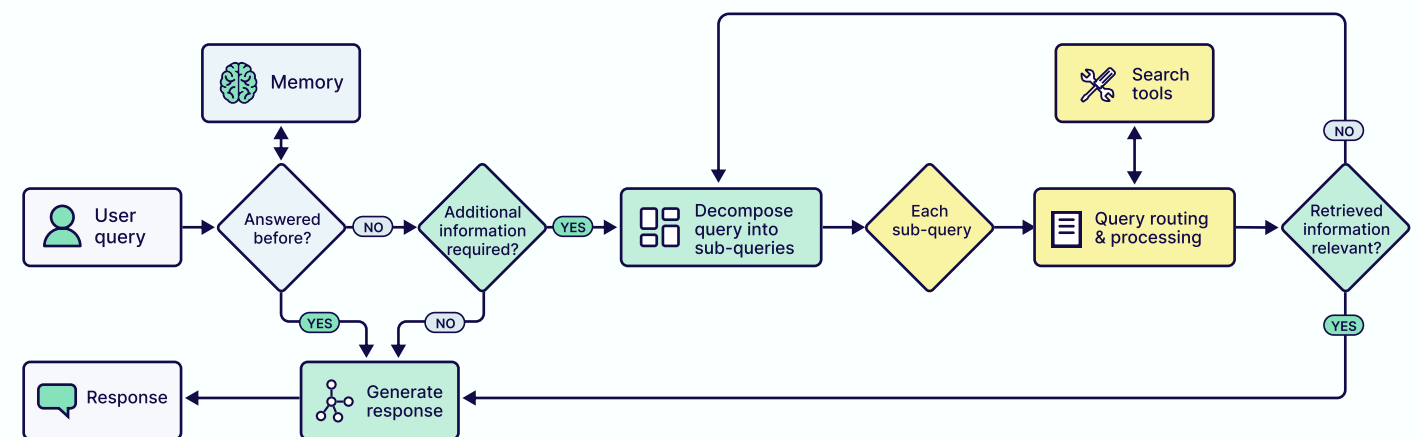 Memory
Search
tools
NO
User
query
Answered
before?
NO
Additional
information
required?
YES
Decompose
query into
sub-queries
Each
sub-query
Query routing
& processing
Retrieved
information
relevant?
YES
NO
YES
Response
Generate
response